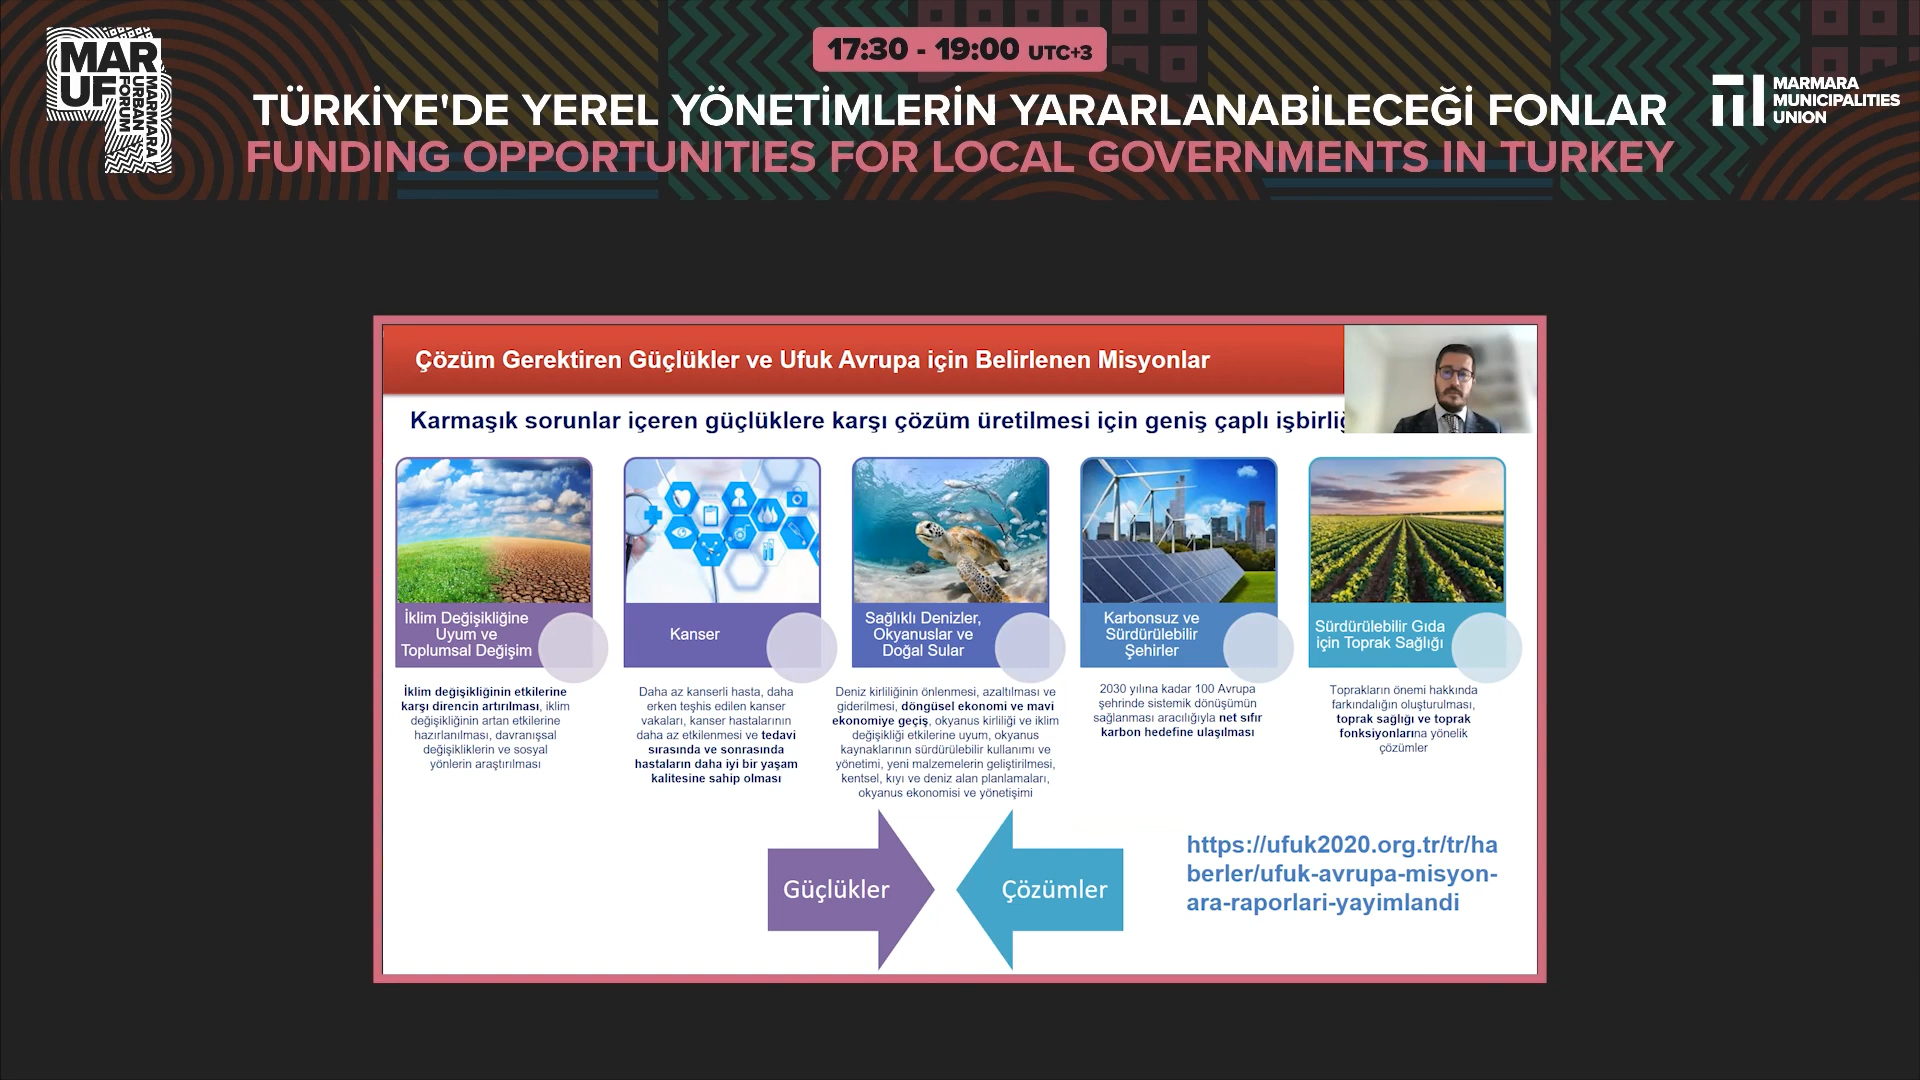 MAR
UF
MARMARA
URBAN
FORUM
17:30 - 19:00 UTC+3
TÜRKİYE'DE YEREL YÖNETİMLERİN YARARLANABİLECEĞİ FONLAR
FUNDING OPPORTUNITIES FOR LOCAL GOVERNMENTS IN TURKEY
MARMARA
MUNICIPALITIES
UNION
Çözüm Gerektiren Güçlükler ve Ufuk Avrupa için Belirlenen Misyonlar
Karmaşık sorunlar içeren güçlüklere karşı çözüm üretilmesi için geniş çaplı işbirliğ
İklim Değişikliğine
Uyum ve
Toplumsal Değişim
İklim değişikliğinin etkilerine
karşı direncin artırılması, iklim
değişikliğinin artan etkilerine
hazırlanılması, davranışsal
değişikliklerin ve sosyal
yönlerin araştırılması
Kanser
Daha az kanserli hasta, daha
erken teşhis edilen kanser
vakaları, kanser hastalarının
daha az etkilenmesi ve tedavi
sırasında ve sonrasında
hastaların daha iyi bir yaşam
kalitesine sahip olması
Sağlıklı Denizler,
Okyanuslar ve
Doğal Sular
Deniz kirliliğinin önlenmesi, azaltılması ve
giderilmesi, döngüsel ekonomi ve mavi
ekonomiye geçiş, okyanus kirliliği ve iklim
değişikliği etkilerine uyum, okyanus
kaynaklarının sürdürülebilir kullanımı ve
yönetimi, yeni malzemelerin geliştirilmesi,
kentsel, kıyı ve deniz alan planlamaları,
okyanus ekonomisi ve yönetişimi
Karbonsuz ve
Sürdürülebilir
Şehirler
2030 yılına kadar 100 Avrupa
şehrinde sistemik dönüşümün
sağlanması aracılığıyla net sıfır
karbon hedefine ulaşılması
Sürdürülebilir Gıda
için Toprak Sağlığı
Toprakların önemi hakkında
farkındalığın oluşturulması,
toprak sağlığı ve toprak
fonksiyonlarına yönelik
çözümler
Güçlükler
Çözümler
https://ufuk2020.org.tr/tr/ha
berler/ufuk-avrupa-misyon-
ara-raporlari-yayimlandi